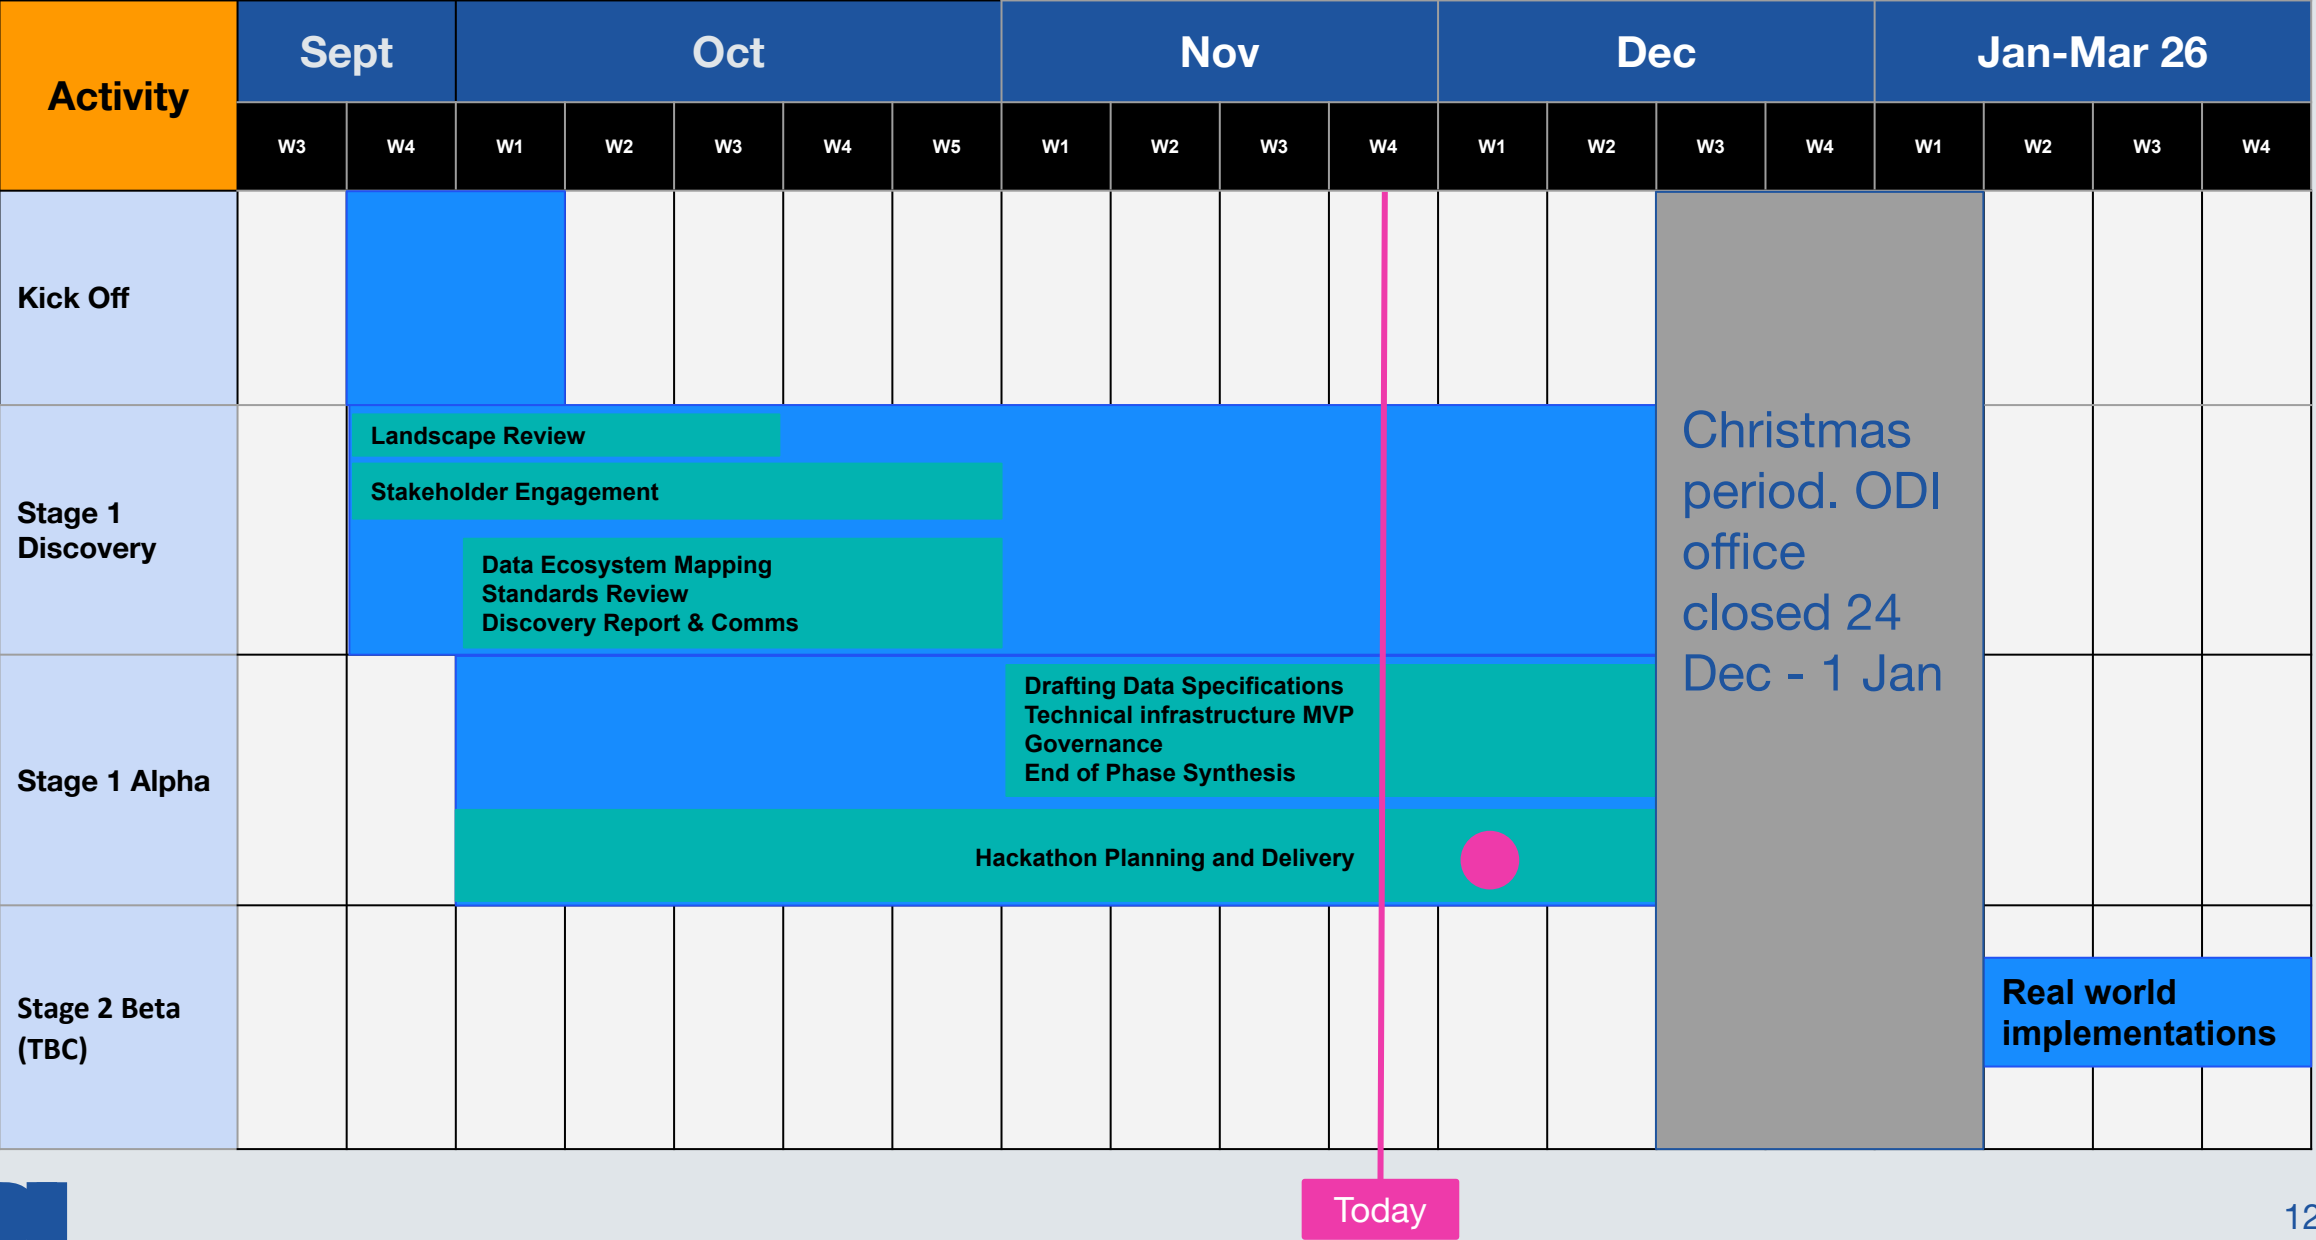 Activity
Sept
Oct
Nov
Dec
Jan-Mar 26
W3
W4
W1
W2
W3
W4
W5
W1
W2
W3
W4
W1
W2
W3
W4
W1
W2
W3
W4
Kick Off
Stage 1
Discovery
Landscape Review
Stakeholder Engagement
Data Ecosystem Mapping
Standards Review
Discovery Report & Comms
Christmas
period. ODI
office
closed 24
Dec - 1 Jan
Stage 1 Alpha
Drafting Data Specifications
Technical infrastructure MVP
Governance
End of Phase Synthesis
Hackathon Planning and Delivery
Stage 2 Beta
(TBC)
Real world
implementations
Today
12